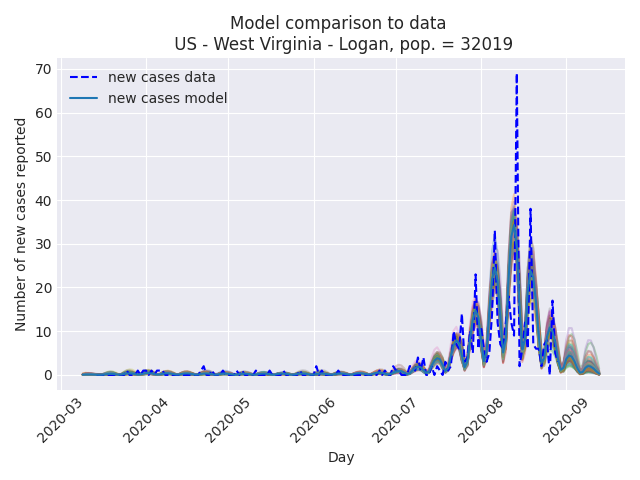 Model comparison to data
US - West Virginia - Logan, pop. = 32019
new cases data
new cases model
Number of new cases reported
70
60
50
40
30
20
10
0
2020-03
2020-04
2020-05
2020-06
2020-07
2020-08
2020-09
Day